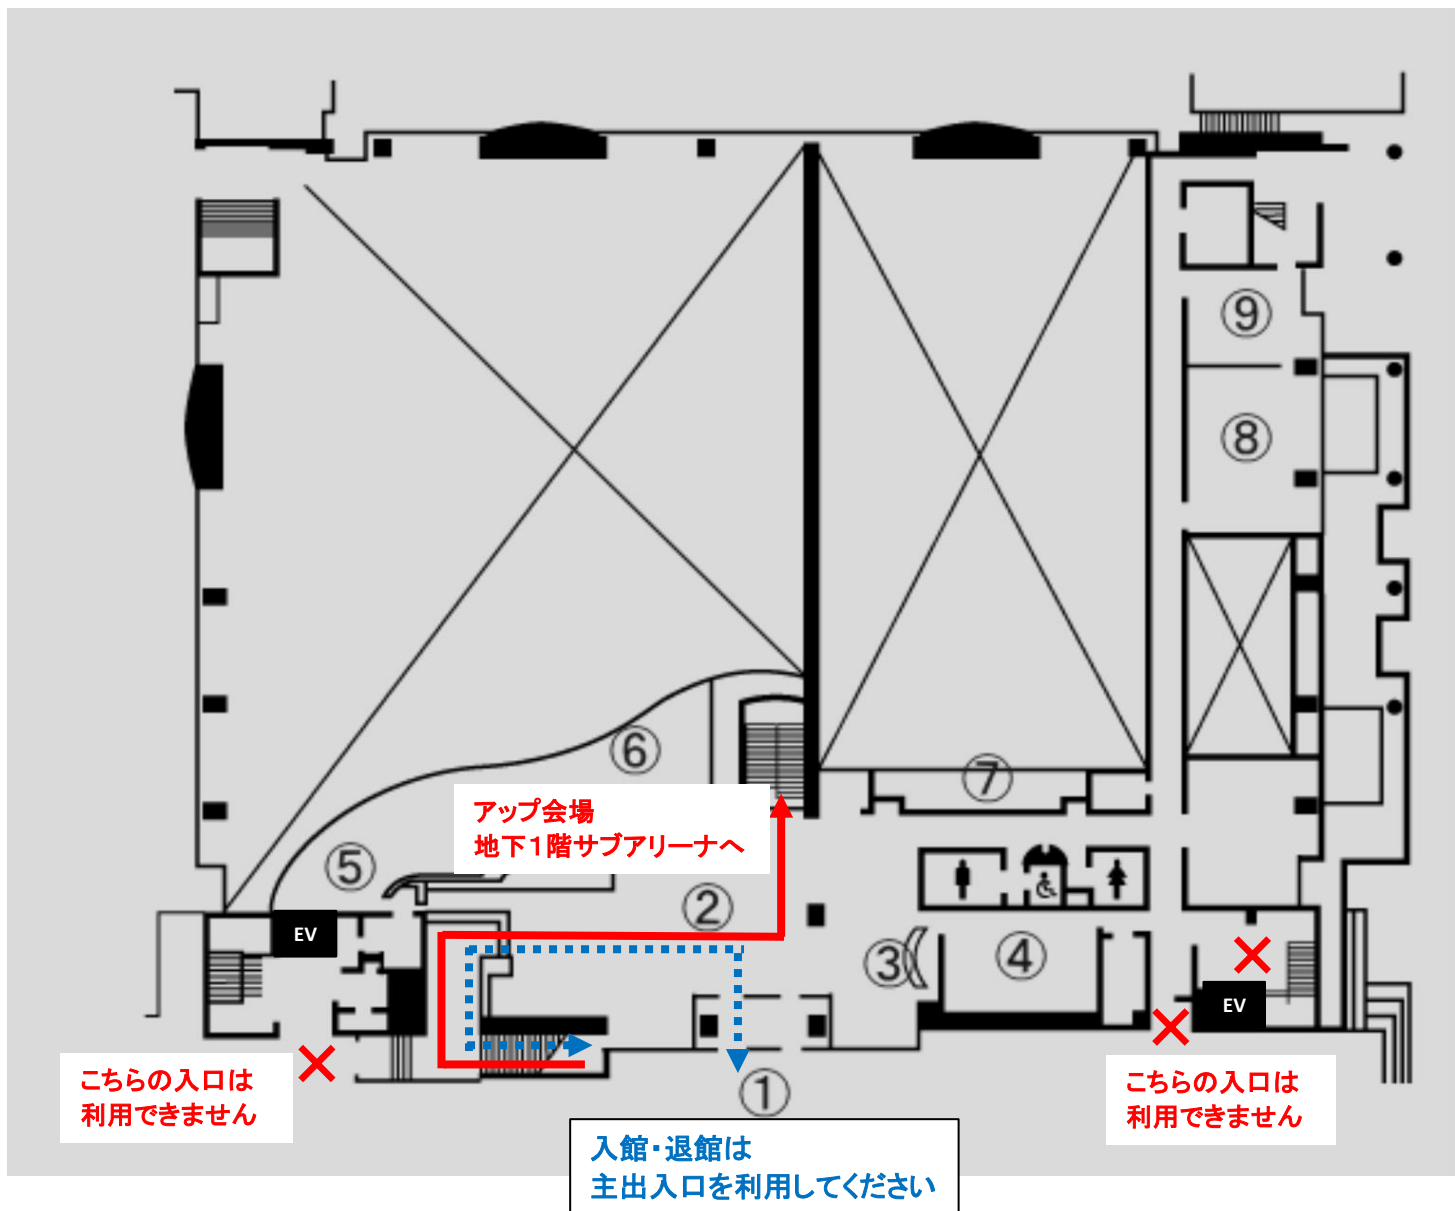 ⑨
⑧
⑥
⑦
アップ会場
地下1階サブアリーナへ
⑤
②
EV
③
④
EV
こちらの入口は
利用できません
①
こちらの入口は
利用できません
入館・退館は
主出入口を利用してください